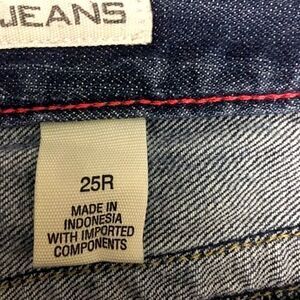 JEANS
25R
MADE IN
INDONESIA
WITH IMPORTED
COMPONENTS